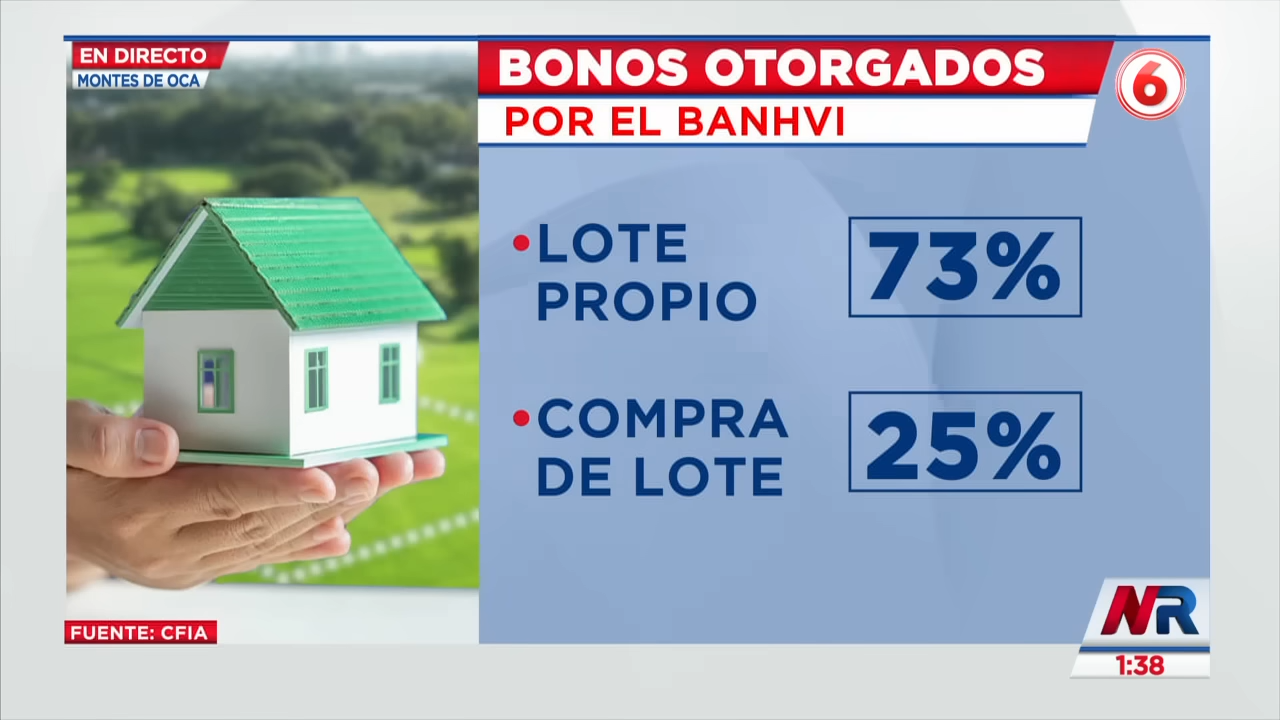 EN DIRECTO
MONTES DE OCA
BONOS OTORGADOS
POR EL BANHVI
6
• LOTE
PROPIO
73%
• COMPRA
DE LOTE
25%
FUENTE: CFIA
NR
1:38